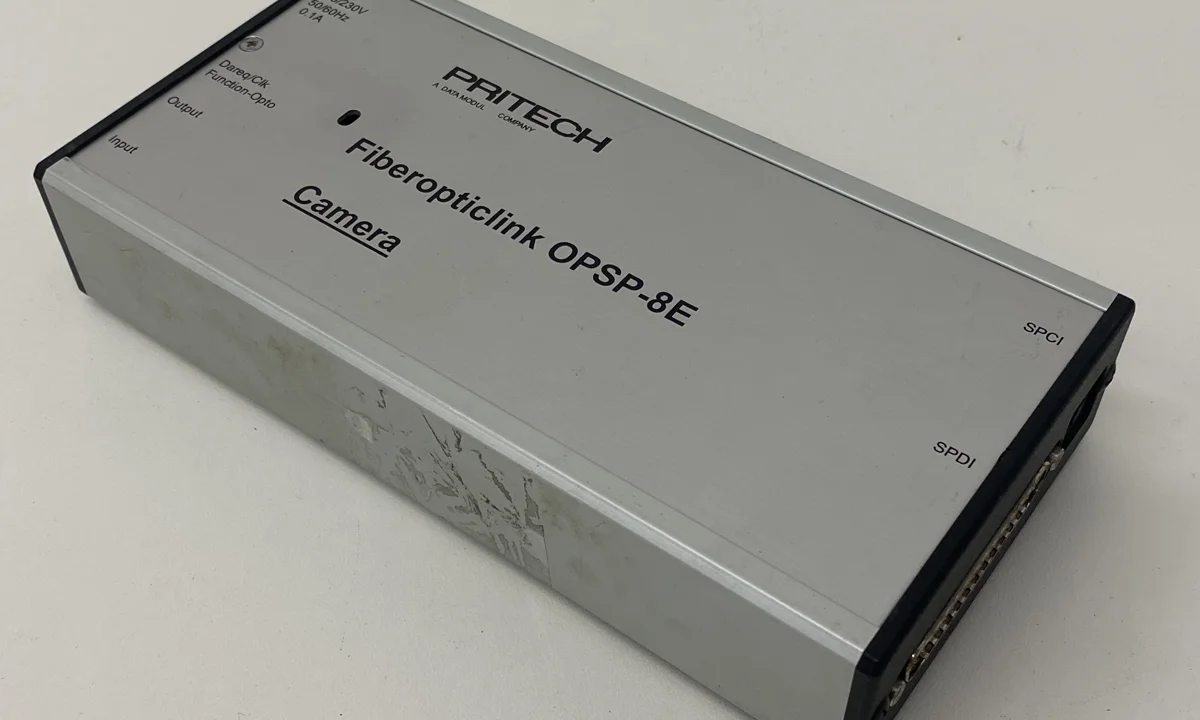 50/60Hz
0.1A
Dareq/Clk
Function-Opto
Output
Input
PRITECH
A DATA MODUL COMPANY
Fiberopticlink OPSP-8E
Camera
SPCI
SPDI